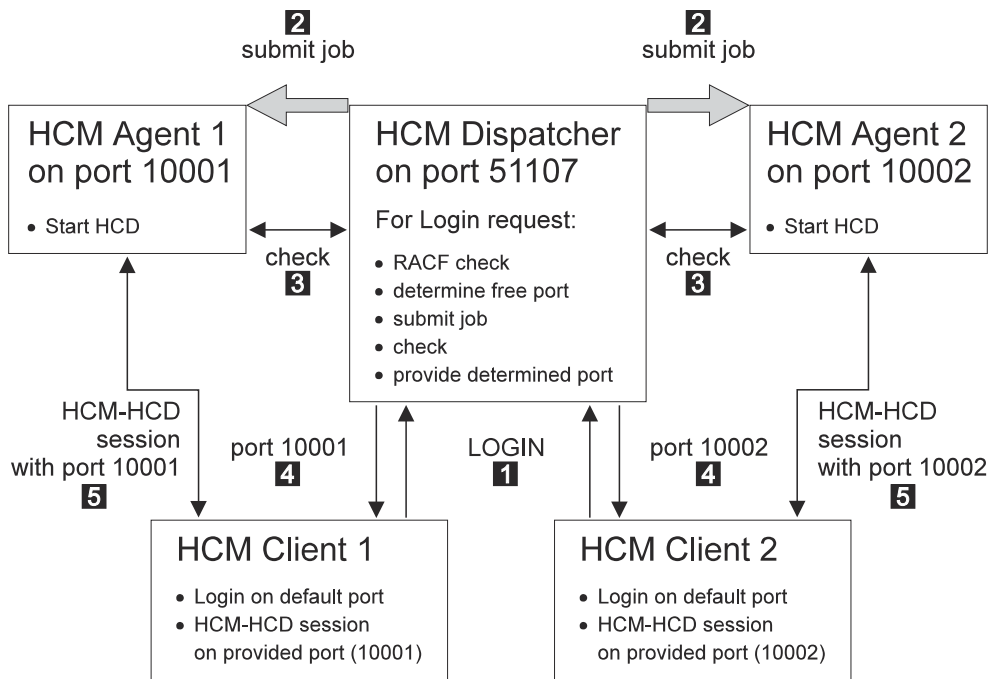 2
submit job
2
submit job
HCM Agent 1
on port 10001
• Start HCD
HCM Dispatcher
on port 51107
For Login request:
• RACF check
• determine free port
• submit job
• check
• provide determined port
HCM Agent 2
on port 10002
• Start HCD
check
3
check
3
HCM-HCD
session
with port 10001
5
port 10001
4
LOGIN
1
port 10002
4
HCM-HCD
session
with port 10002
5
HCM Client 1
• Login on default port
• HCM-HCD session
on provided port (10001)
HCM Client 2
• Login on default port
• HCM-HCD session
on provided port (10002)